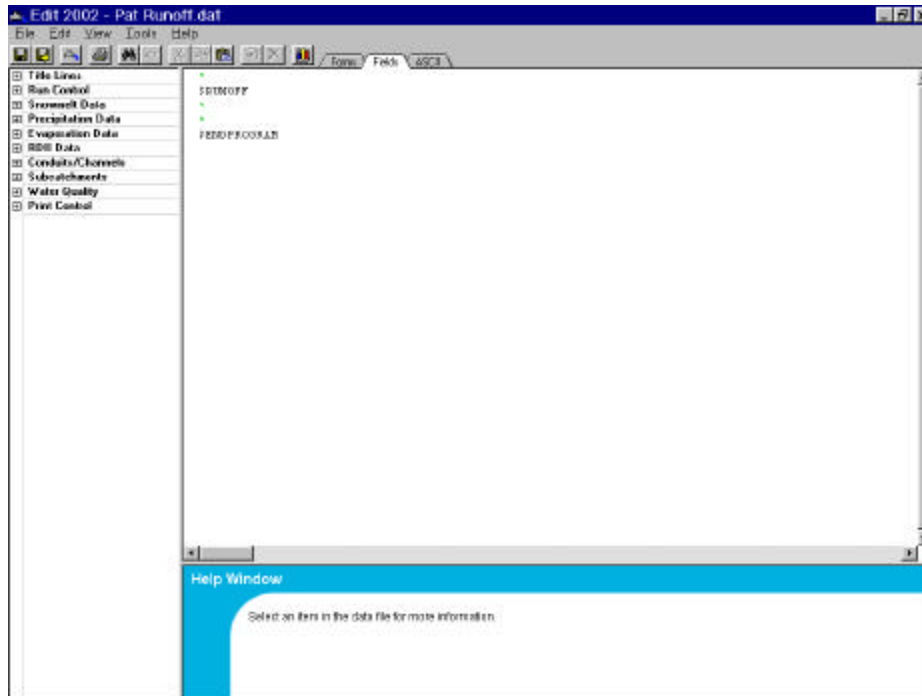 Edit 2002 - Pat Runoff.dat
File Edit View Tools Help
Form Fields ASCII
Title Lines
Run Control
Snowmelt Data
Precipitation Data
Evaporation Data
RDII Data
Conduits/Channels
Subcatchments
Water Quality
Print Control
*
$RUNOFF
*
*
$ENDPROGRAM
Help Window
Select an item in the data file for more information.